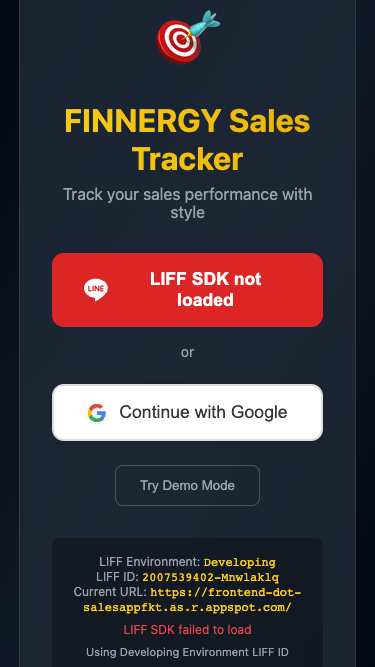 FINNERGY Sales
Tracker
Track your sales performance with
style
LINE
LIFF SDK not
loaded
or
Continue with Google
Try Demo Mode
LIFF Environment: Developing
LIFF ID: 2007539402-Mnwlaklq
Current URL: https://frontend-dot-
salesappfkt.as.r.appspot.com/
LIFF SDK failed to load
Using Developing Environment LIFF ID